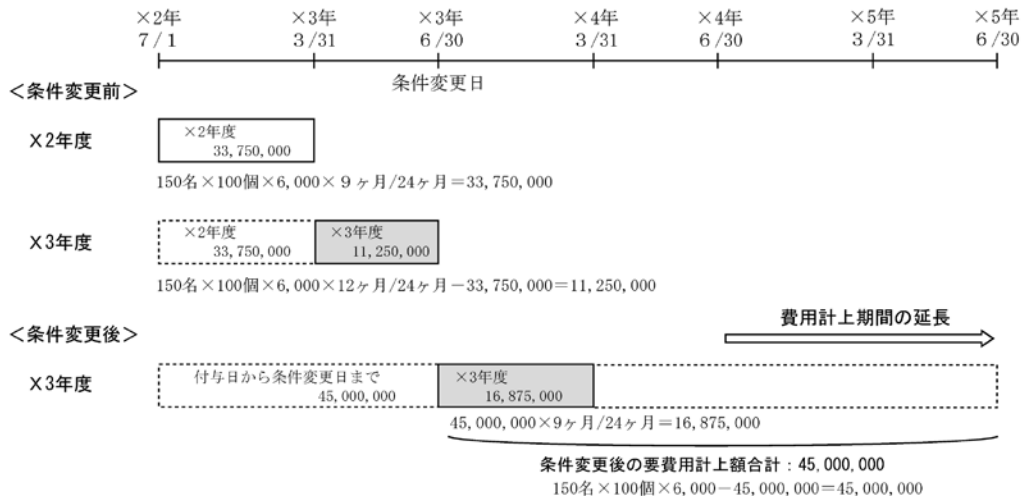 ×2年 ×3年 ×3年 ×4年 ×4年 ×5年 ×5年
7/1 3/31 6/30 3/31 6/30 3/31 6/30
条件変更日
＜条件変更前＞
×2年度
×2年度
33,750,000
150名×100個×6,000×9ヶ月/24ヶ月＝33,750,000
×3年度
×2年度 ×3年度
33,750,000 11,250,000
150名×100個×6,000×12ヶ月/24ヶ月－33,750,000＝11,250,000
＜条件変更後＞
費用計上期間の延長
×3年度
付与日から条件変更日まで ×3年度
45,000,000 16,875,000
45,000,000×9ヶ月/24ヶ月＝16,875,000
条件変更後の要費用計上額合計：45,000,000
150名×100個×6,000－45,000,000＝45,000,000